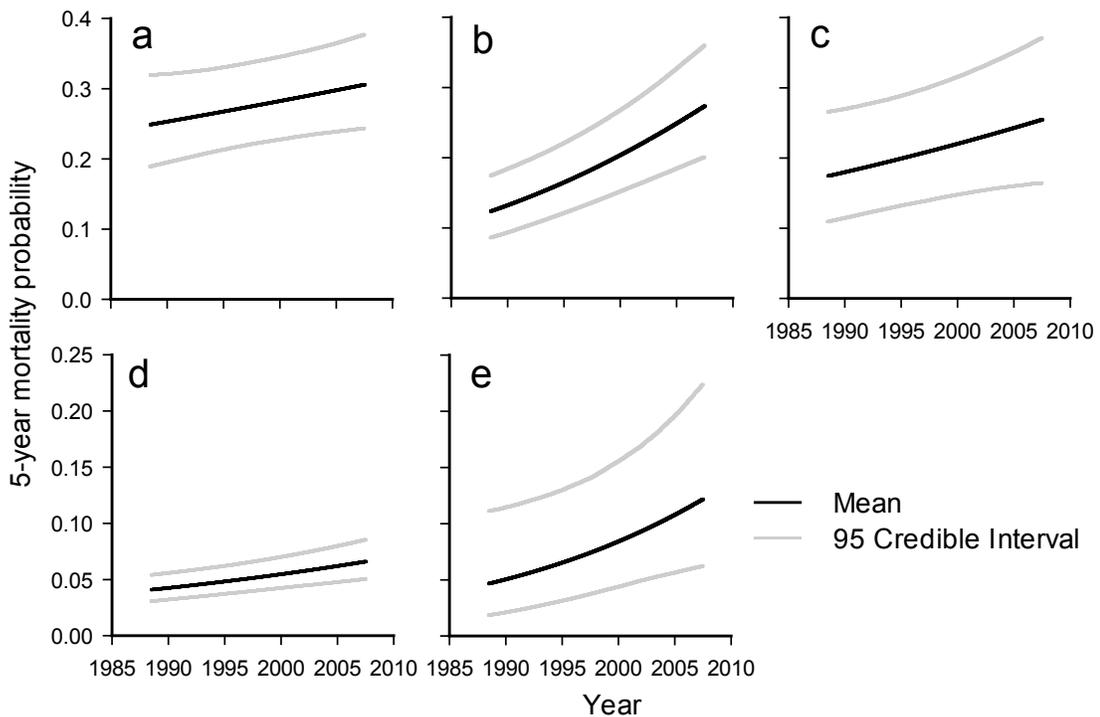 5-year mortality probability
0.4
0.3
0.2
0.1
0.0
a
b
c
1985 1990 1995 2000 2005 2010
0.25
0.20
0.15
0.10
0.05
0.00
d
e
1985 1990 1995 2000 2005 2010
1985 1990 1995 2000 2005 2010
Mean
95 Credible Interval
Year